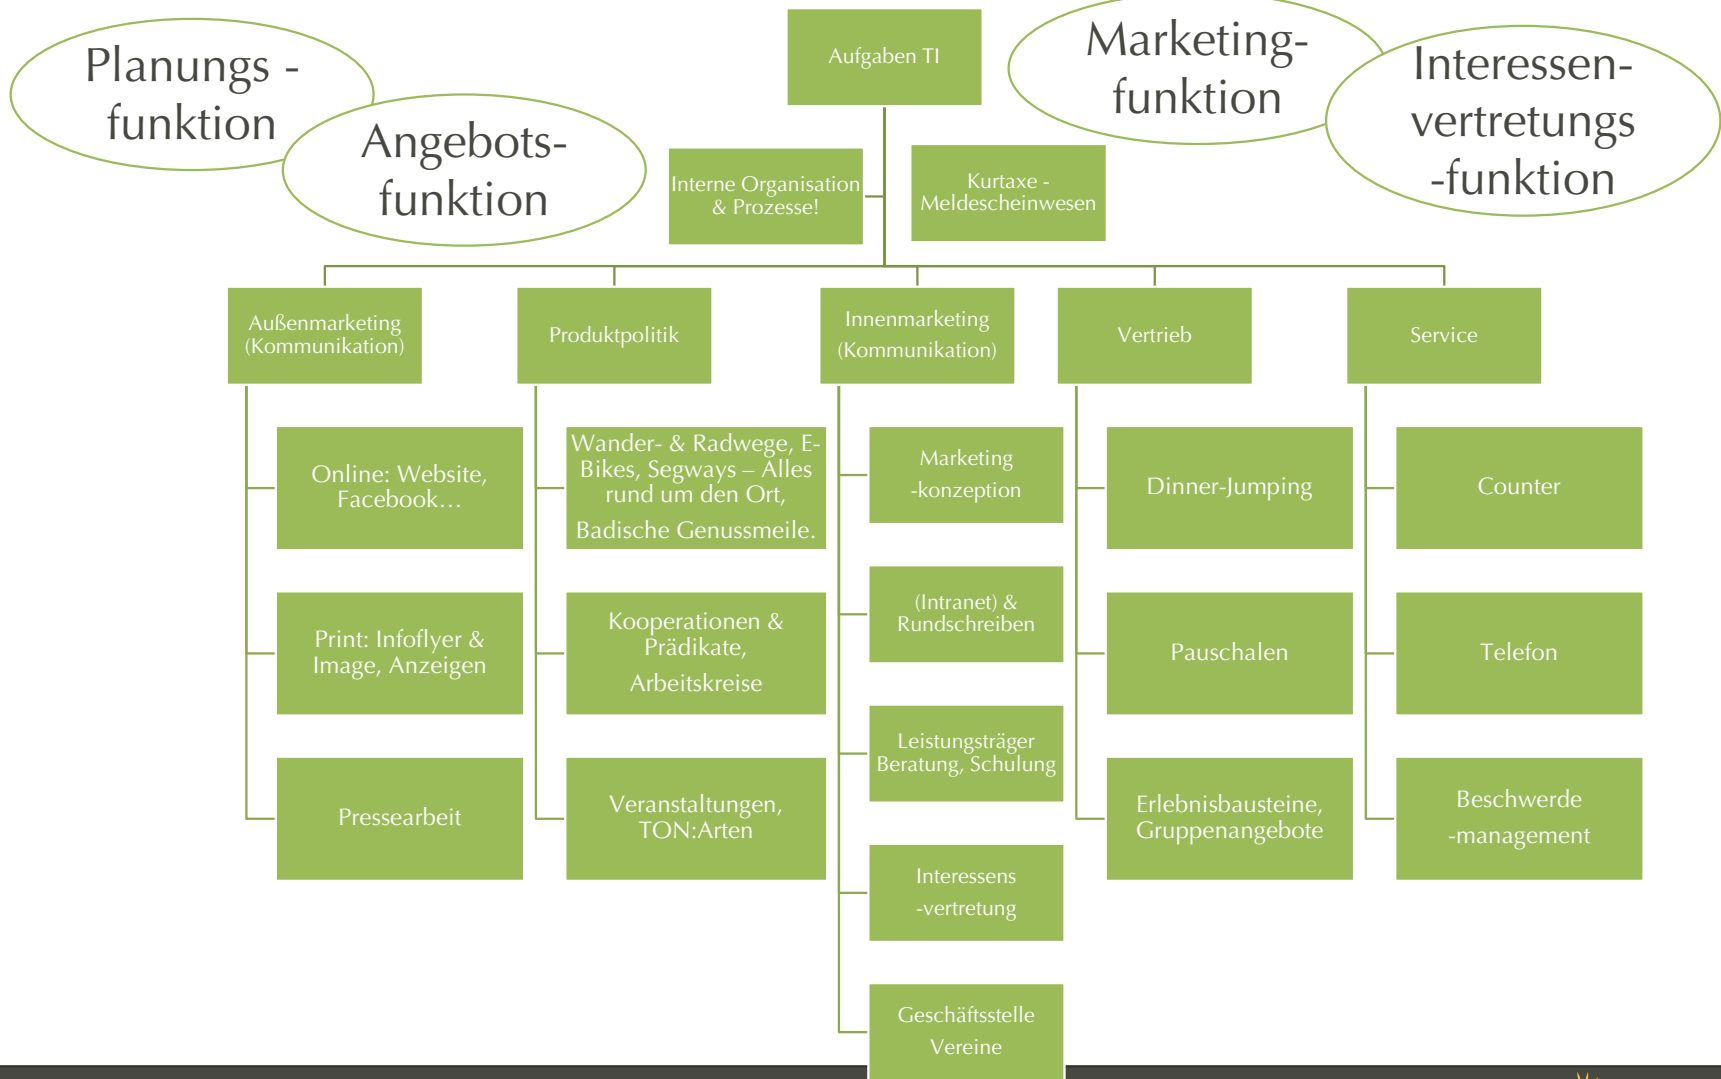 Planungs -
funktion
Angebots-
funktion
Aufgaben TI
Marketing-
funktion
Interessen-
vertretungs
-funktion
Interne Organisation
& Prozesse!
Kurtaxe -
Meldescheinwesen
Außenmarketing
(Kommunikation)
Produktpolitik
Innenmarketing
(Kommunikation)
Vertrieb
Service
Online: Website,
Facebook…
Print: Infoflyer &
Image, Anzeigen
Pressearbeit
Wander- & Radwege, E-
Bikes, Segways – Alles
rund um den Ort,
Badische Genussmeile.
Kooperationen &
Prädikate,
Arbeitskreise
Veranstaltungen,
TON:Arten
Marketing
-konzeption
(Intranet) &
Rundschreiben
Leistungsträger
Beratung, Schulung
Interessens
-vertretung
Geschäftsstelle
Vereine
Dinner-Jumping
Pauschalen
Erlebnisbausteine,
Gruppenangebote
Counter
Telefon
Beschwerde
-management